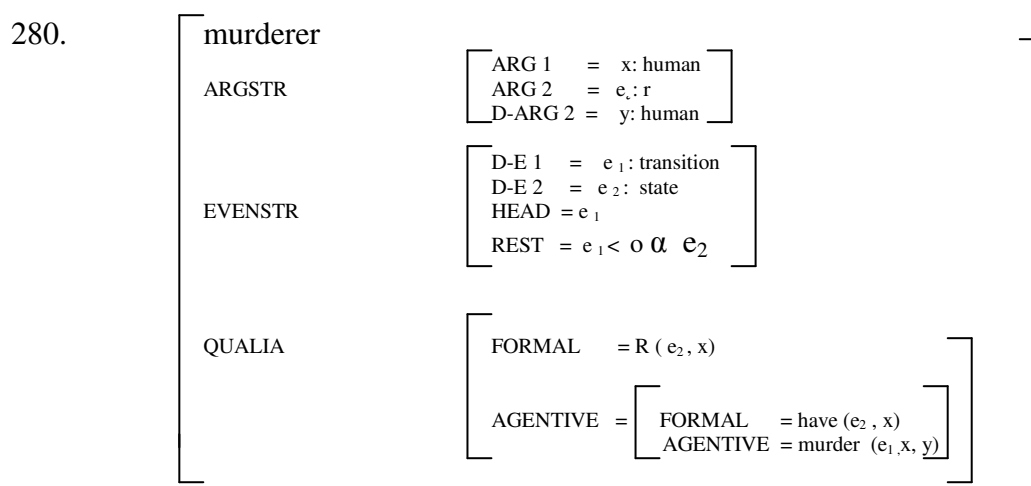 280. murderer
ARG 1 = x: human
ARGSTR ARG 2 = e : r
D-ARG 2 = y: human
D-E 1 = e 1 : transition
D-E 2 = e 2 : state
EVENSTR HEAD = e 1
REST = e 1 < o α e2
QUALIA FORMAL = R ( e2 , x)
AGENTIVE = FORMAL = have (e2 , x)
AGENTIVE = murder (e1, x, y)